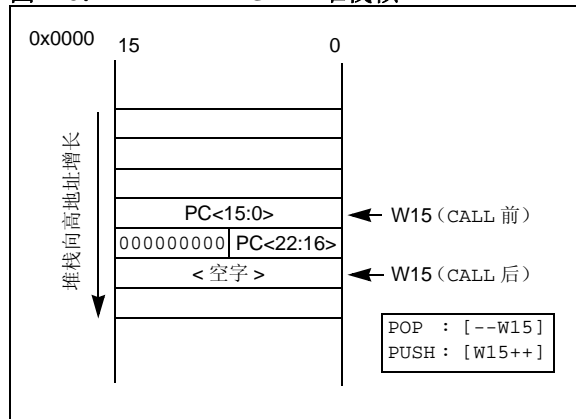 0x0000
15 0
堆栈向高地址增长
PC<15:0>
W15（CALL 前）
000000000 PC<22:16>
<空字>
W15（CALL 后）
POP : [--W15]
PUSH : [W15++]